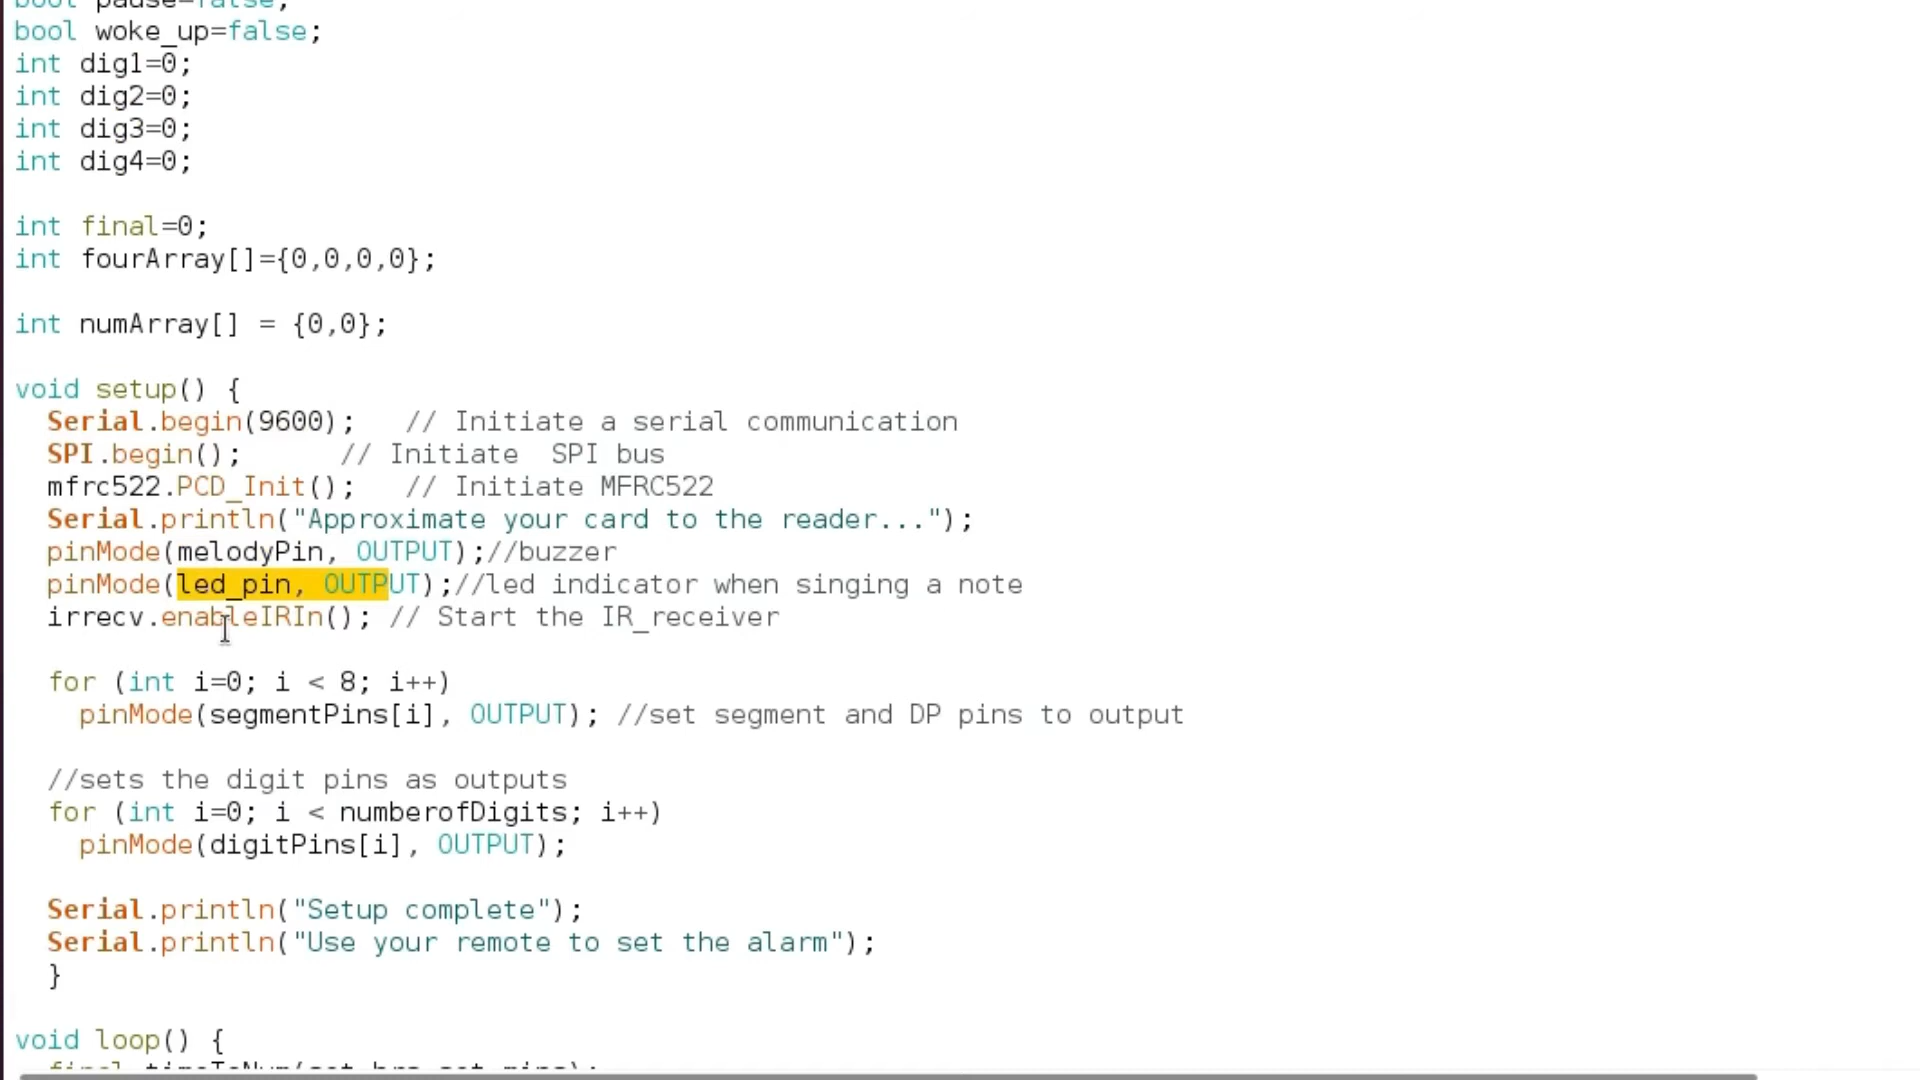 bool pause=false;
bool woke_up=false;
int dig1=0;
int dig2=0;
int dig3=0;
int dig4=0;
int final=0;
int fourArray[]={0,0,0,0};
int numArray[] = {0,0};
void setup() {
Serial.begin(9600);   // Initiate a serial communication
SPI.begin();      // Initiate  SPI bus
mfrc522.PCD_Init();   // Initiate MFRC522
Serial.println("Approximate your card to the reader...");
pinMode(melodyPin, OUTPUT);//buzzer
pinMode(led_pin, OUTPUT);//led indicator when singing a note
irrecv.enableIRIn(); // Start the IR_receiver
for (int i=0; i < 8; i++)
pinMode(segmentPins[i], OUTPUT); //set segment and DP pins to output
//sets the digit pins as outputs
for (int i=0; i < numberofDigits; i++)
pinMode(digitPins[i], OUTPUT);
Serial.println("Setup complete");
Serial.println("Use your remote to set the alarm");
}
void loop() {